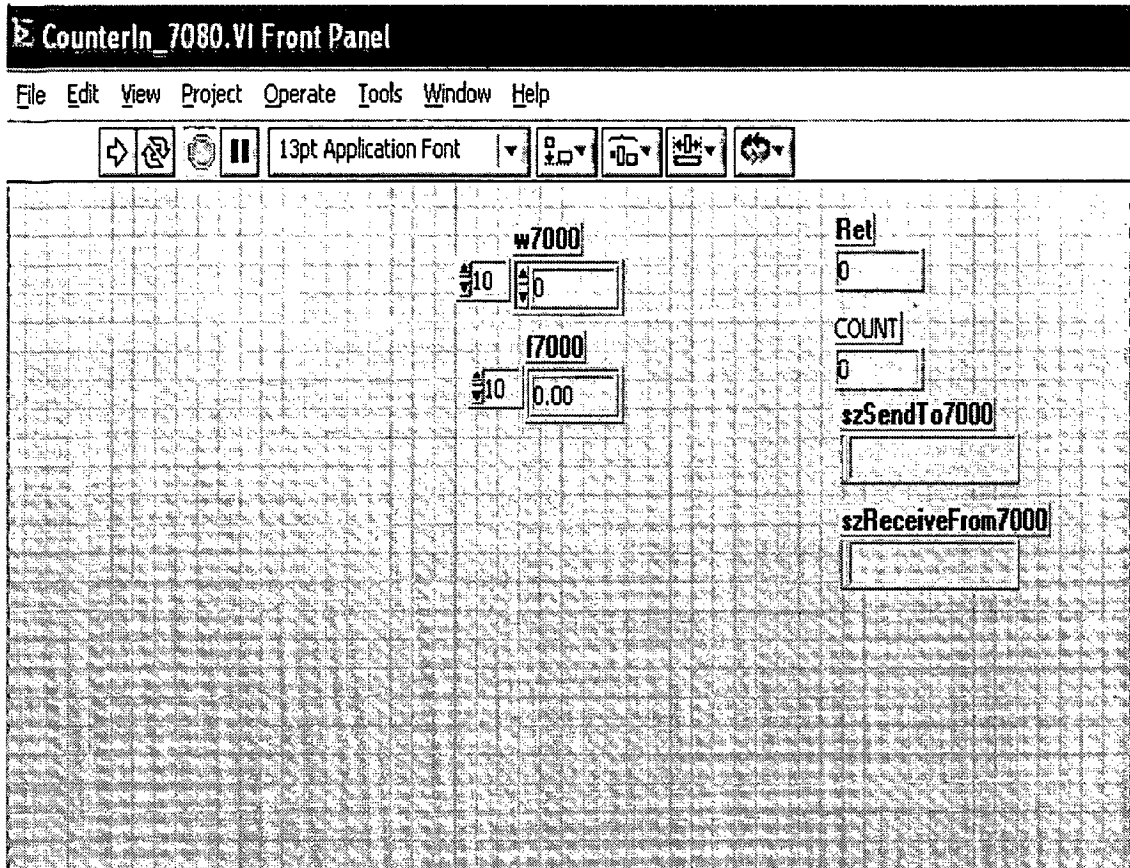 CounterIn_7080.VI Front Panel
File Edit View Project Operate Tools Window Help
13pt Application Font
w7000
10 0
f7000
10 0.00
Ret
0
COUNT
0
szSendTo7000
szReceiveFrom7000